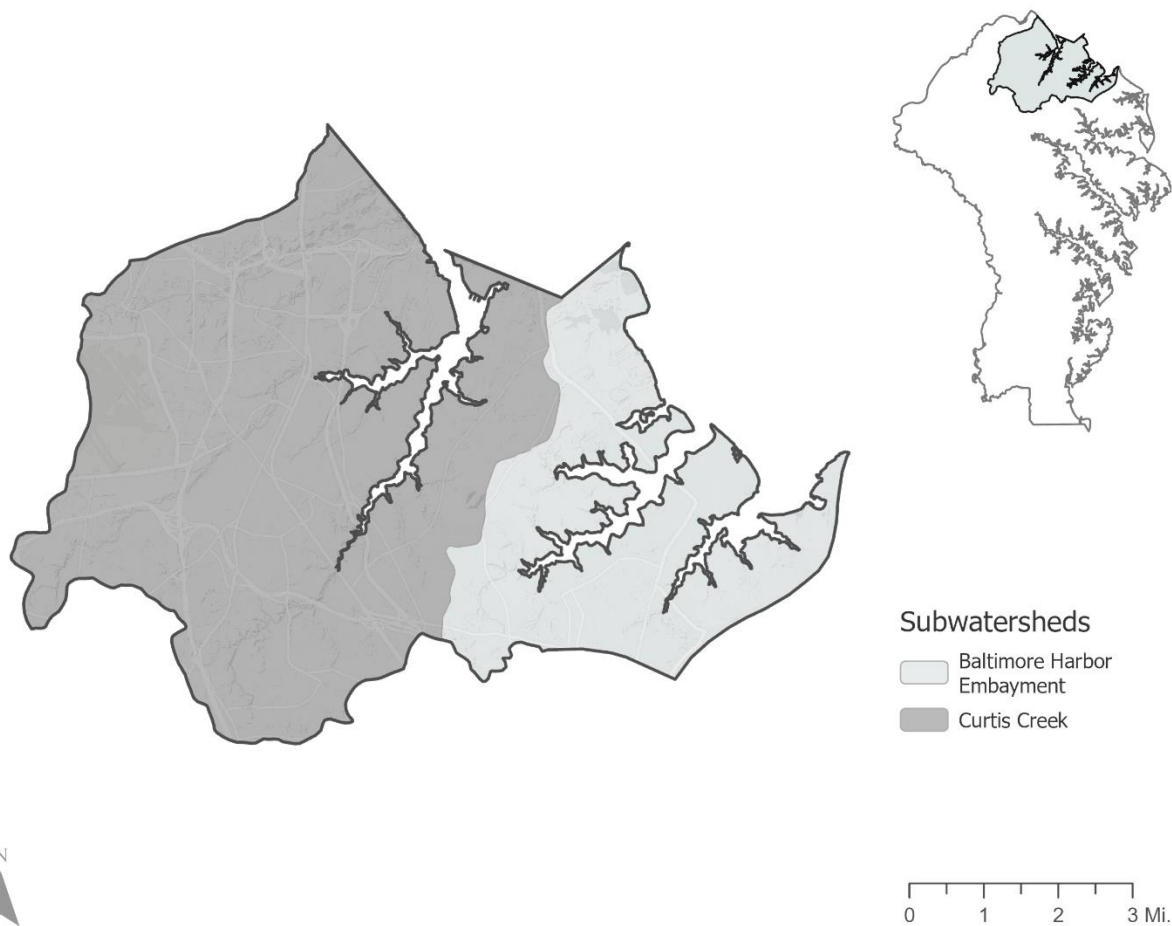 Subwatersheds
Baltimore Harbor
Embayment
Curtis Creek
N
0 1 2 3 Mi.